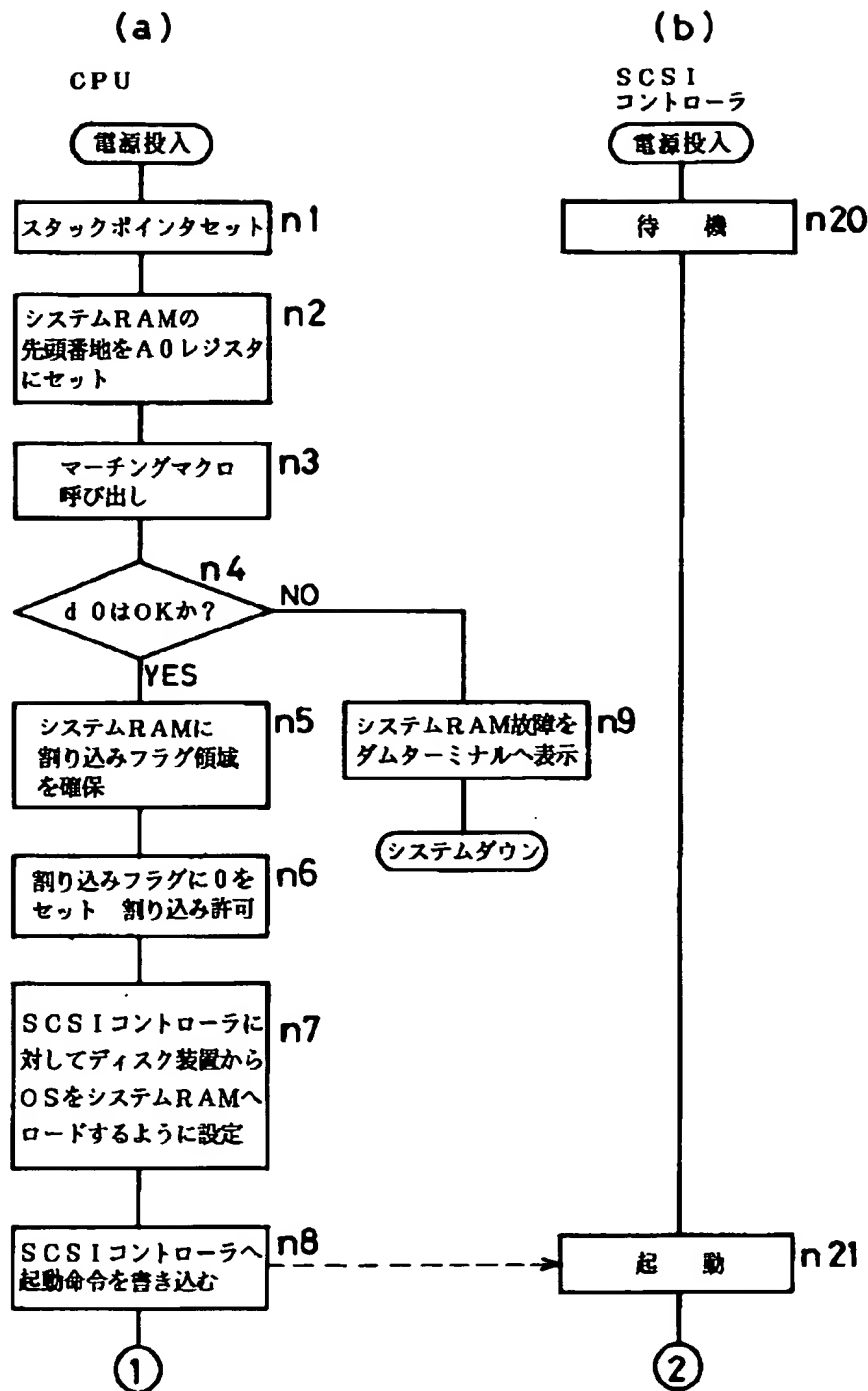 (a)
CPU
電源投入
スタックポインタセット n1
システムRAMの
先頭番地をA0レジスタ
にセット
n2
マーチングマクロ
呼び出し
n3
n4
d0はOKか?
NO
YES
システムRAMに
割り込みフラグ領域
を確保
n5
システムRAM故障を
ダムターミナルへ表示
n9
システムダウン
割り込みフラグに0を
セット 割り込み許可
n6
SCSIコントローラに
対してディスク装置から
OSをシステムRAMへ
ロードするように設定
n7
SCSIコントローラへ
起動命令を書き込む
n8
1
(b)
SCSI
コントローラ
電源投入
待機 n20
起動 n21
2